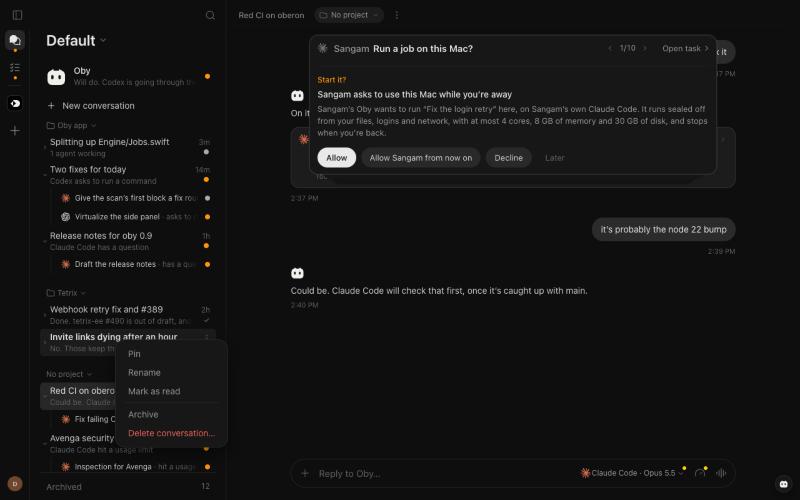 Default
Oby
Will do. Codex is going through th
New conversation
Oby app
Splitting up Engine/Jobs.swift 3m
1 agent working
Two fixes for today 14m
Codex asks to run a command
Give the scan's first block a fix rou
Virtualize the side panel · asks to
Release notes for oby 0.9 1h
Claude Code has a question
Draft the release notes · has a que
Tetrix
Webhook retry fix and #389 2h
Done. tetrix-ee #490 is out of draft, and
Invite links dying after an hour
No. Those keep th
No project
Red CI on obero
Could be. Claude
Fix failing C
Avenga security
Claude Code hit a usage limit
Inspection for Avenga · hit a usage
Archived 12
D
Pin
Rename
Mark as read
Archive
Delete conversation...
Red CI on oberon
No project
Sangam Run a job on this Mac?
1/10
Open task
Start it?
Sangam asks to use this Mac while you're away
Sangam's Oby wants to run "Fix the login retry" here, on Sangam's own Claude Code. It runs sealed off
from your files, logins and network, with at most 4 cores, 8 GB of memory and 30 GB of disk, and stops
when you're back.
Allow
Allow Sangam from now on
Decline
Later
it
7 PM
On it
2:37 PM
it's probably the node 22 bump
2:39 PM
Could be. Claude Code will check that first, once it's caught up with main.
2:40 PM
Reply to Oby...
Claude Code · Opus 5.5